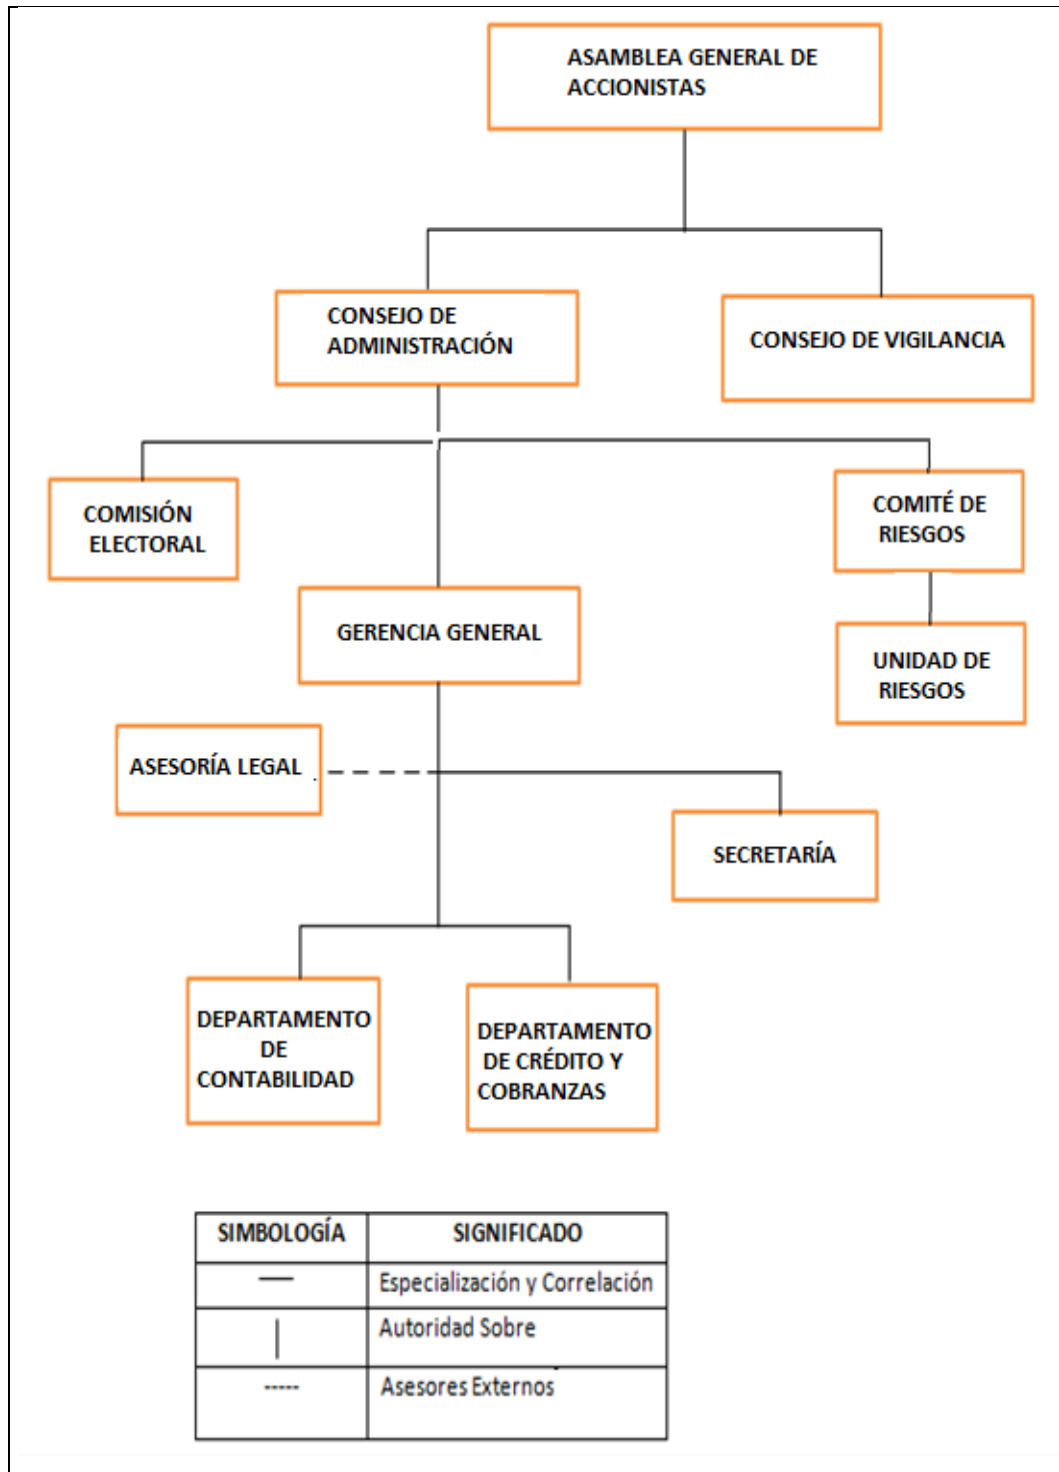 ASAMBLEA GENERAL DE
ACCIONISTAS
CONSEJO DE
ADMINISTRACIÓN
CONSEJO DE VIGILANCIA
COMISIÓN
ELECTORAL
COMITÉ DE
RIESGOS
GERENCIA GENERAL
UNIDAD DE
RIESGOS
ASESORÍA LEGAL
SECRETARÍA
DEPARTAMENTO
DE
CONTABILIDAD
DEPARTAMENTO
DE CRÉDITO Y
COBRANZAS
SIMBOLOGÍA SIGNIFICADO
Especialización y Correlación
Autoridad Sobre
Asesores Externos